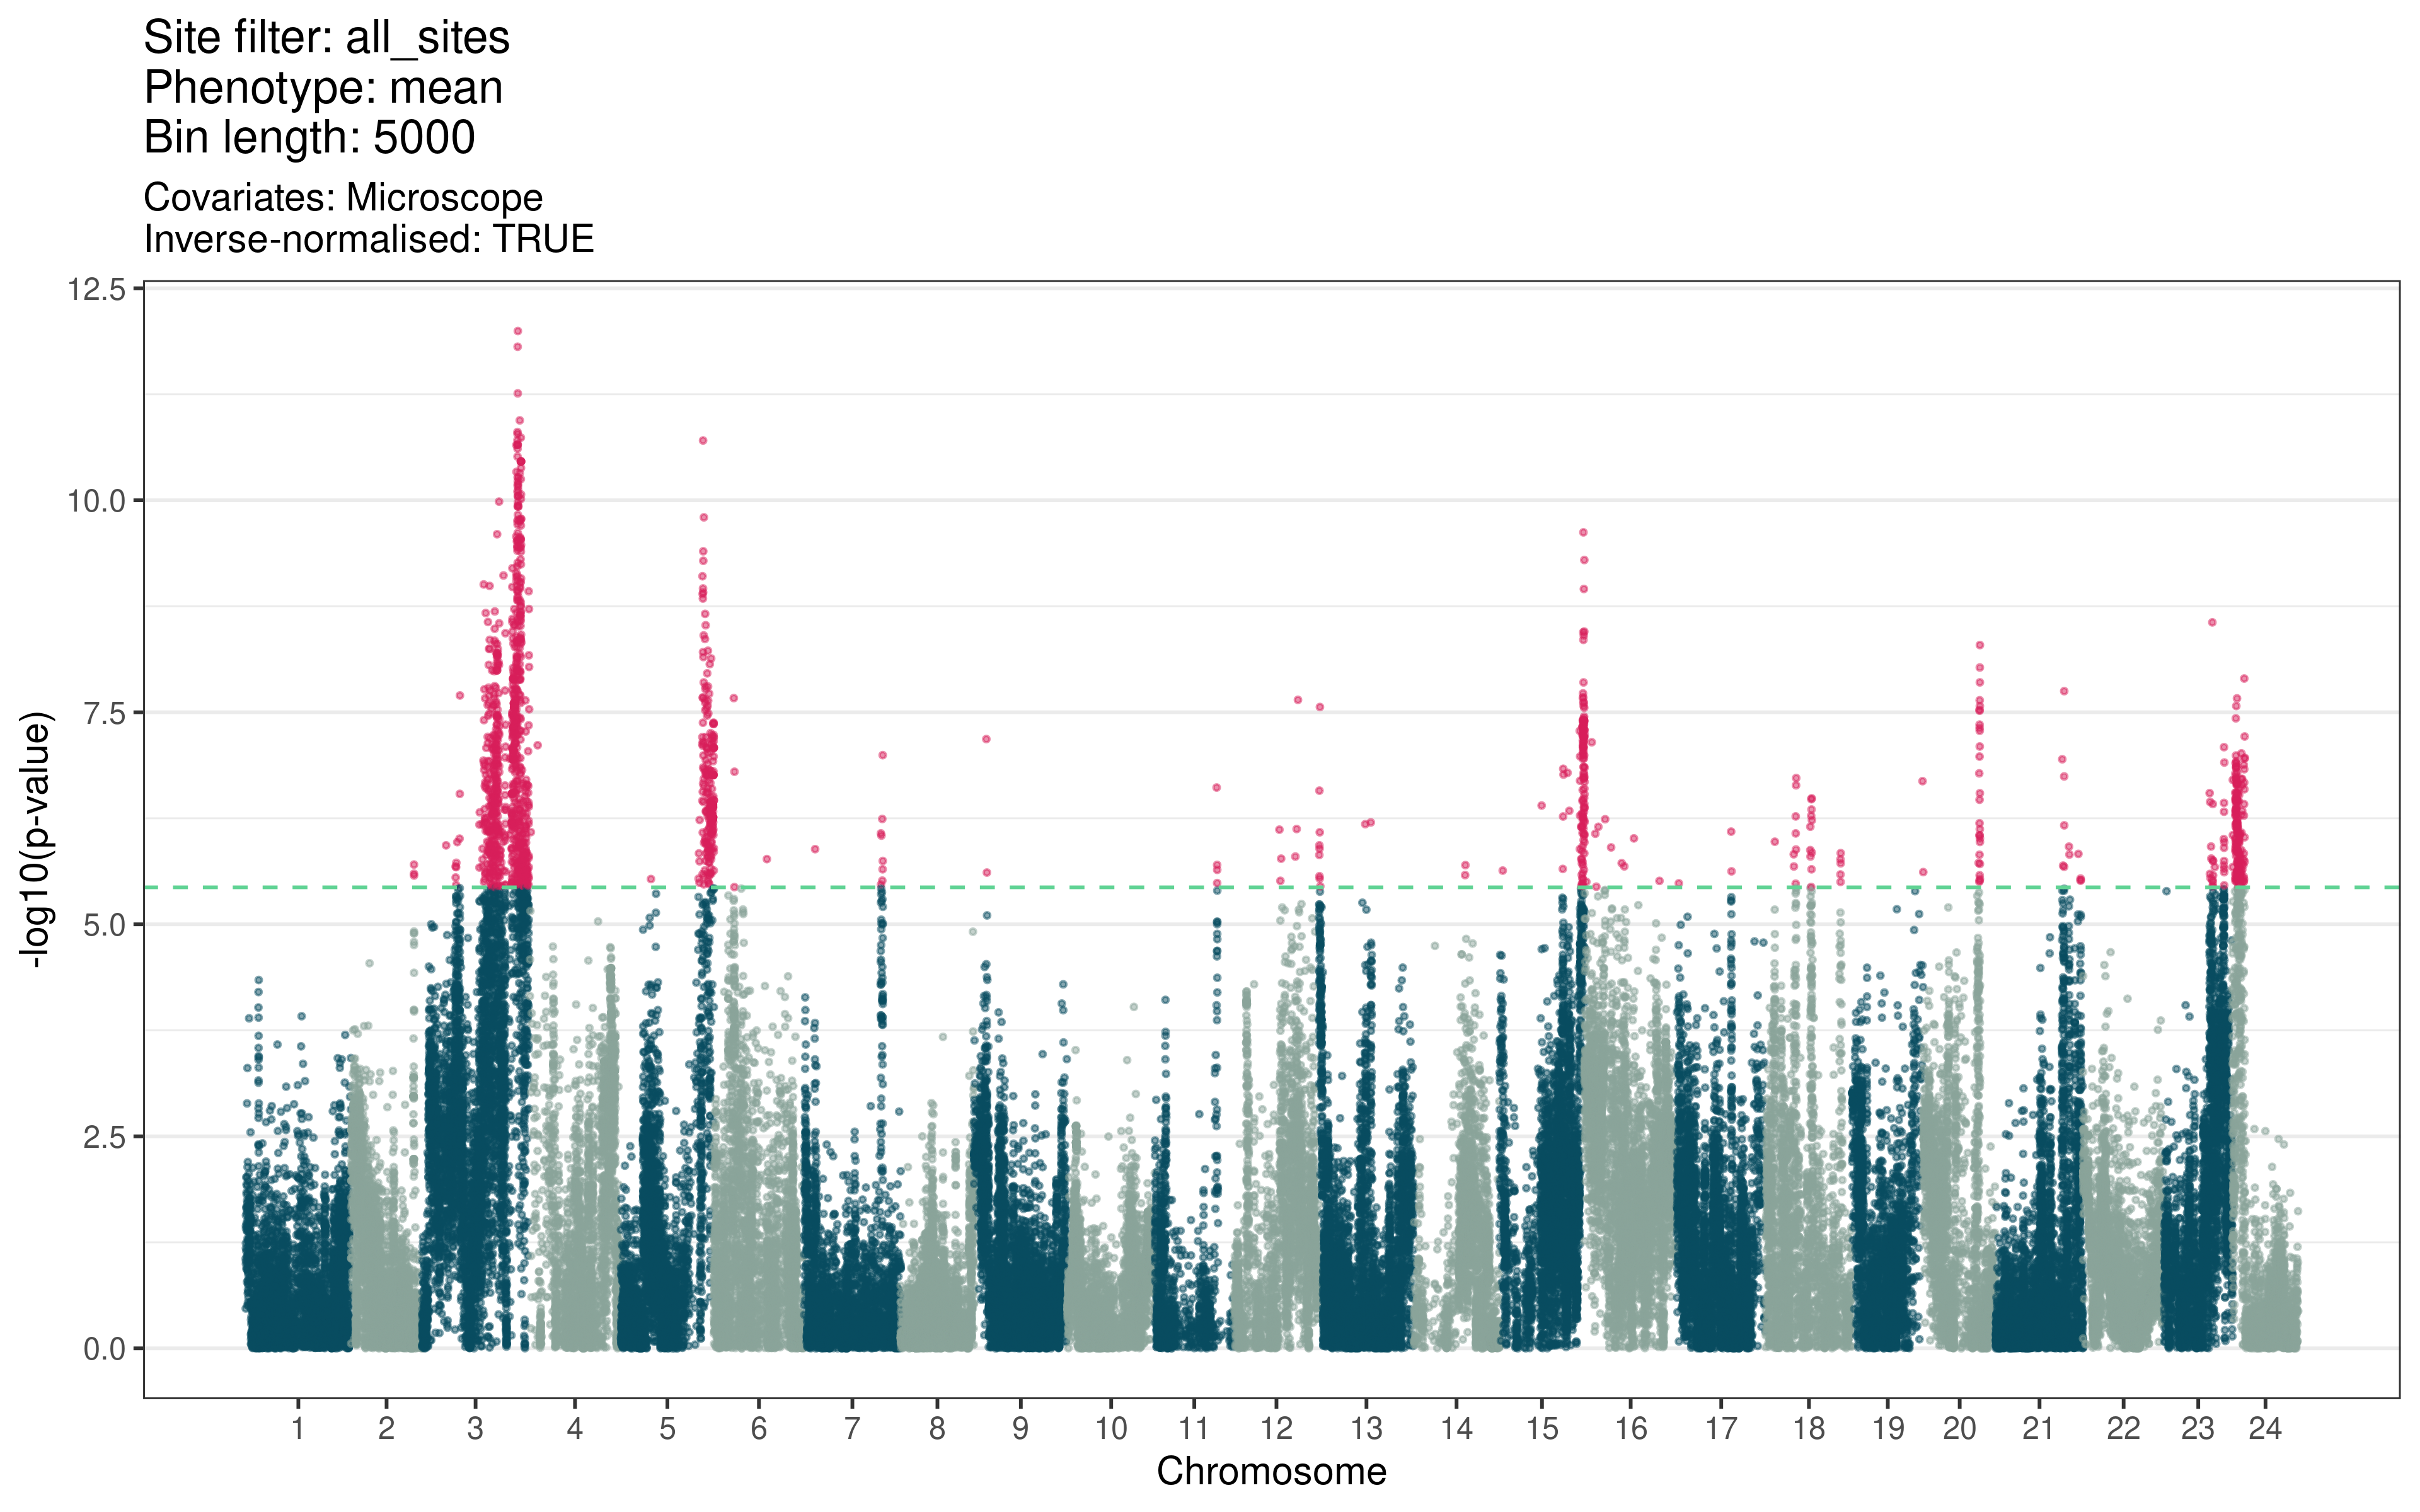 Site filter: all_sites
Phenotype: mean
Bin length: 5000
Covariates: Microscope
Inverse-normalised: TRUE
12.5
10.0
7.5
5.0
2.5
0.0
-log10(p-value)
1 2 3 4 5 6 7 8 9 10 11 12 13 14 15 16 17 18 19 20 21 22 23 24
Chromosome